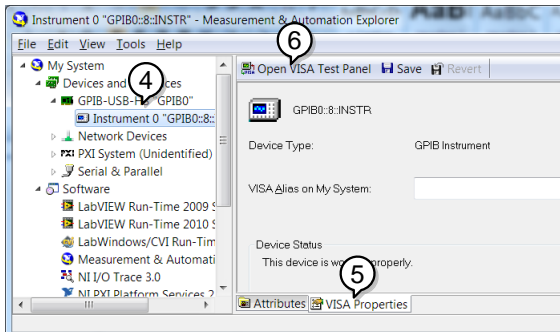 Instrument 0 "GPIB0::8::INSTR" - Measurement & Automation Explorer
File Edit View Tools Help
6
My System
4
Devices and
GPIB-USB-HS "GPIB0"
Instrument 0 "GPIB0::8::
Network Devices
PXI System (Unidentified)
Serial & Parallel
Software
LabVIEW Run-Time 2009 S
LabVIEW Run-Time 2010 S
LabWindows/CVI Run-Tim
Measurement & Automati
NI I/O Trace 3.0
NI PXI Platform Services 2
Open VISA Test Panel Save Revert
GPIB0::8::INSTR
Device Type: GPIB Instrument
VISA Alias on My System:
Device Status
This device is working properly.
5
Attributes VISA Properties